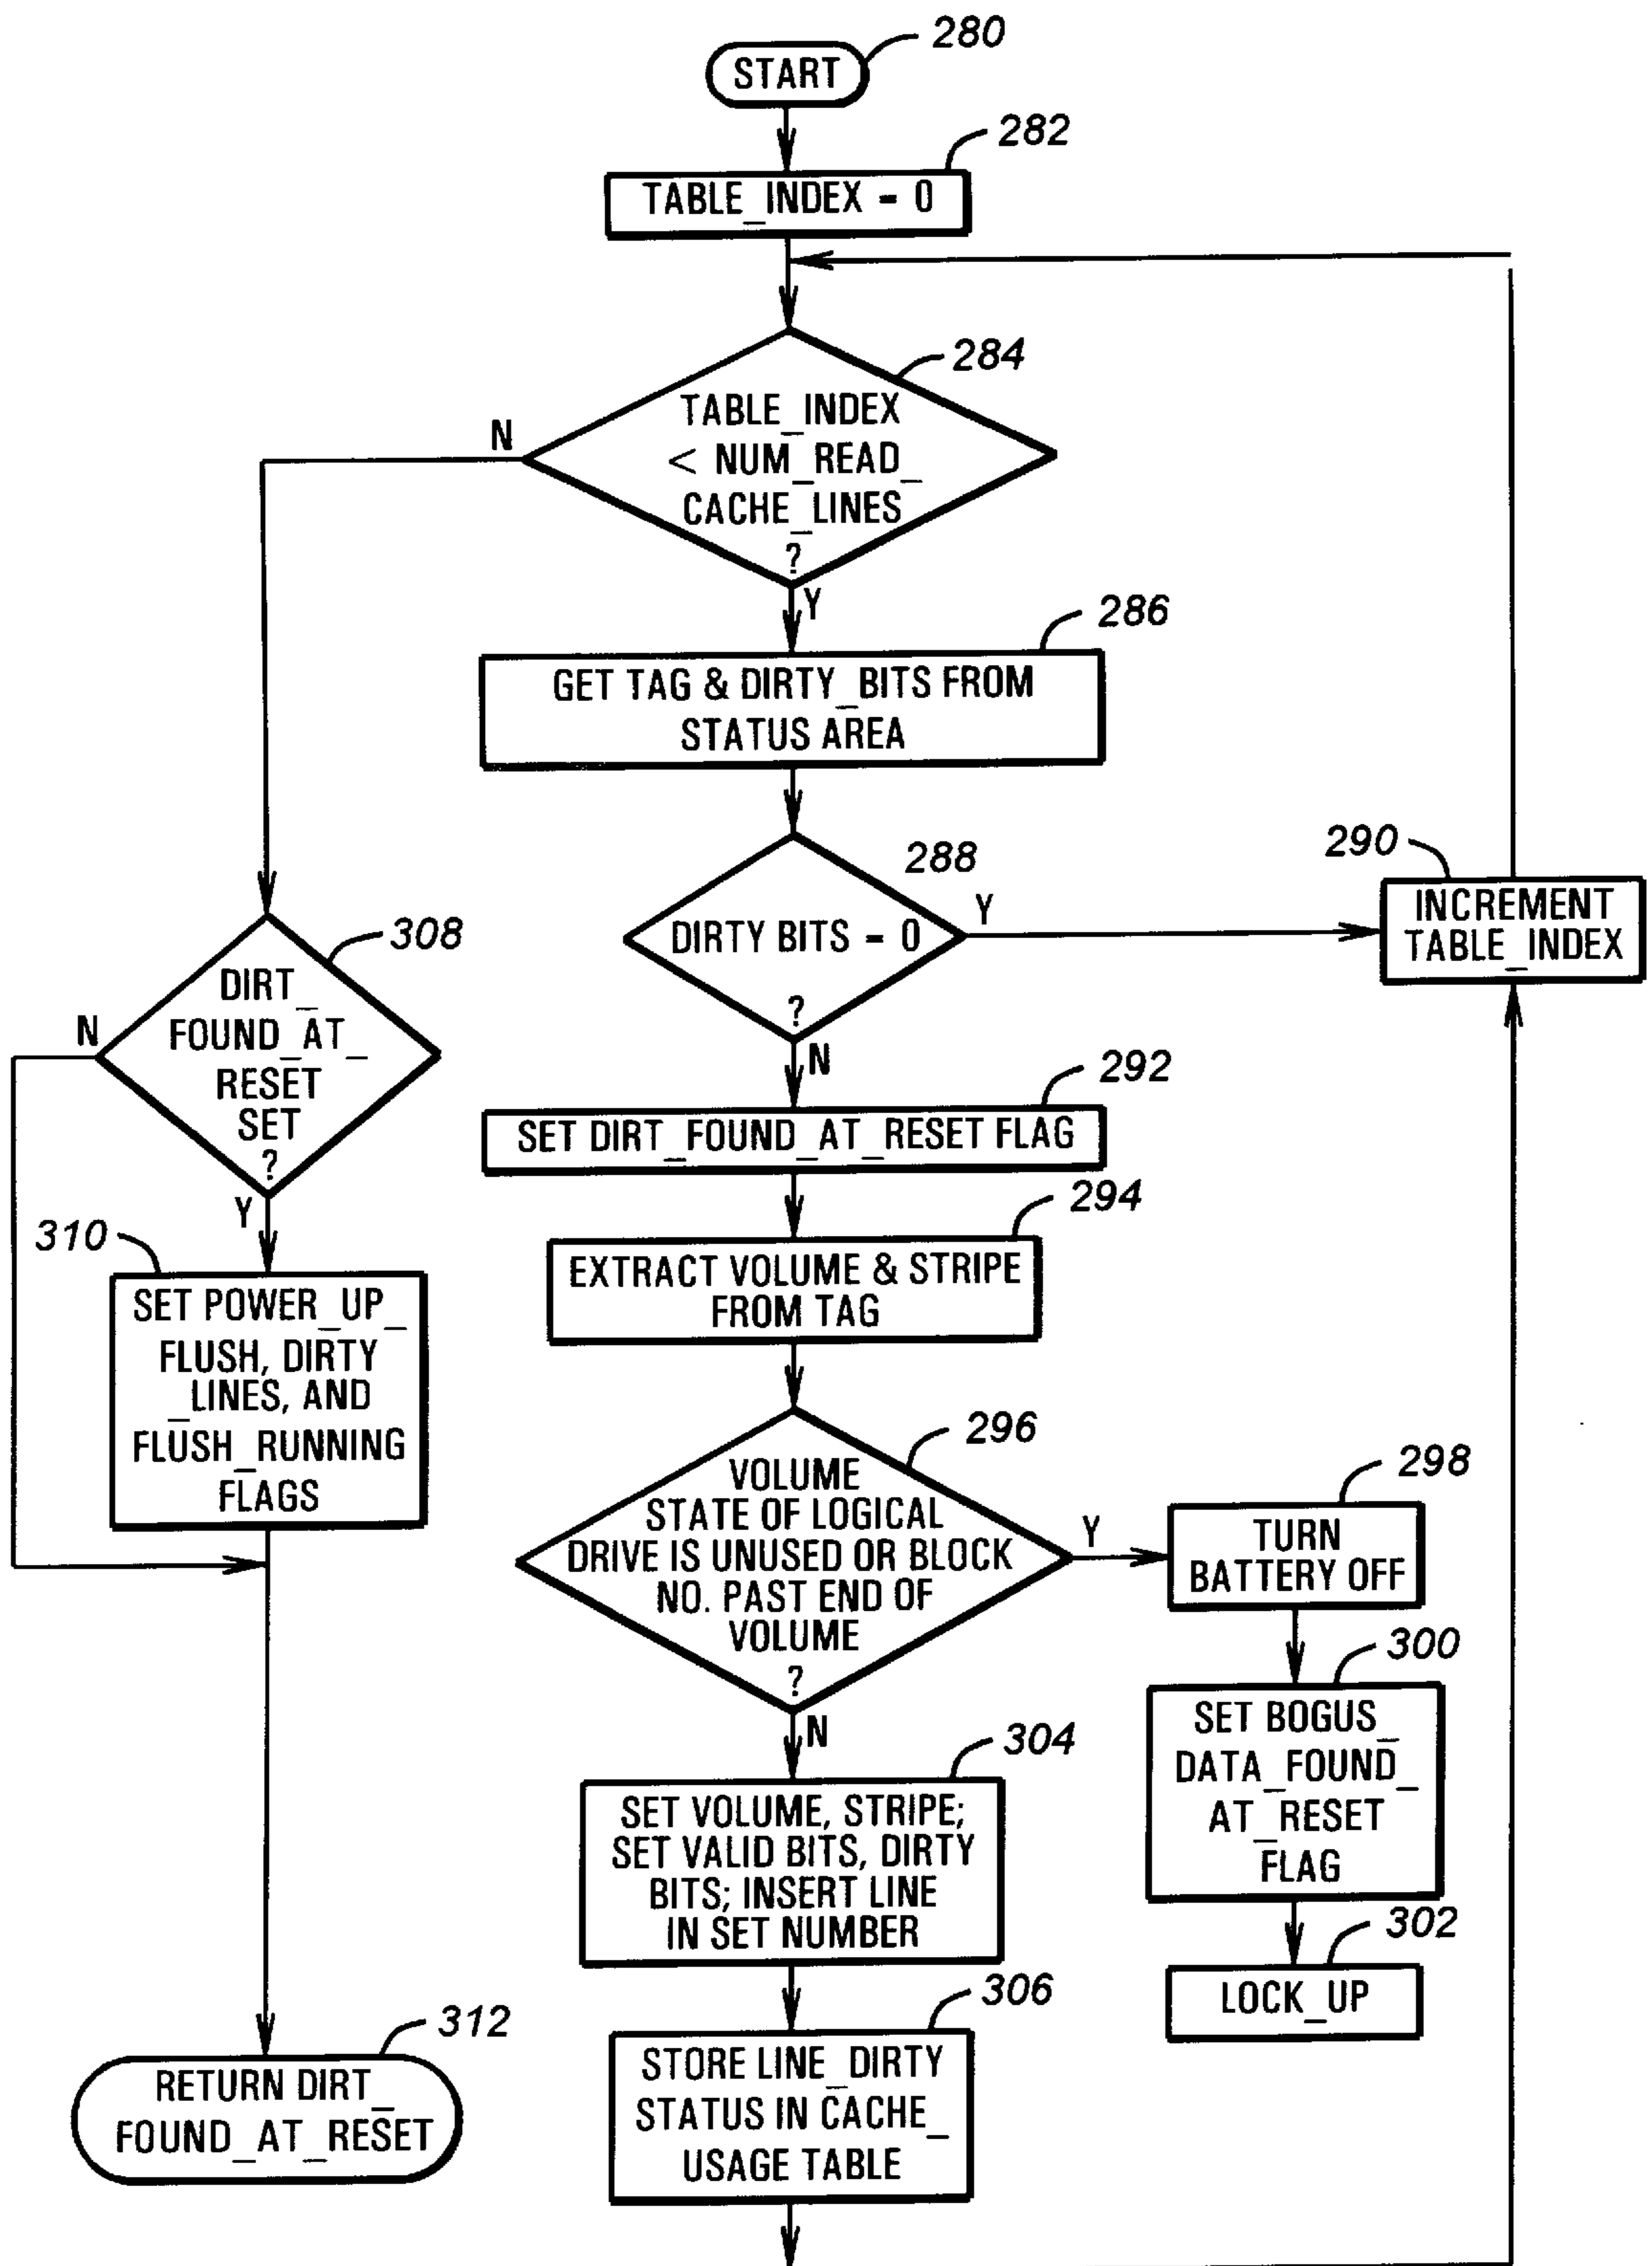 280
START
282
TABLE_INDEX = 0
284
TABLE_INDEX
< NUM_READ_
CACHE_LINES
?
N
Y
286
GET TAG & DIRTY_BITS FROM
STATUS AREA
288
DIRTY BITS = 0
?
Y
N
290
INCREMENT
TABLE_INDEX
292
SET DIRT_FOUND_AT_RESET FLAG
294
EXTRACT VOLUME & STRIPE
FROM TAG
296
VOLUME
STATE OF LOGICAL
DRIVE IS UNUSED OR BLOCK
NO. PAST END OF
VOLUME
?
Y
N
298
TURN
BATTERY OFF
300
SET BOGUS_
DATA_FOUND_
AT_RESET
FLAG
302
LOCK_UP
304
SET VOLUME, STRIPE;
SET VALID BITS, DIRTY
BITS; INSERT LINE
IN SET NUMBER
306
STORE LINE_DIRTY
STATUS IN CACHE_
USAGE TABLE
308
DIRT_
FOUND_AT_
RESET
SET
?
N
Y
310
SET POWER_UP_
FLUSH, DIRTY
_LINES, AND
FLUSH_RUNNING
FLAGS
312
RETURN DIRT_
FOUND_AT_RESET